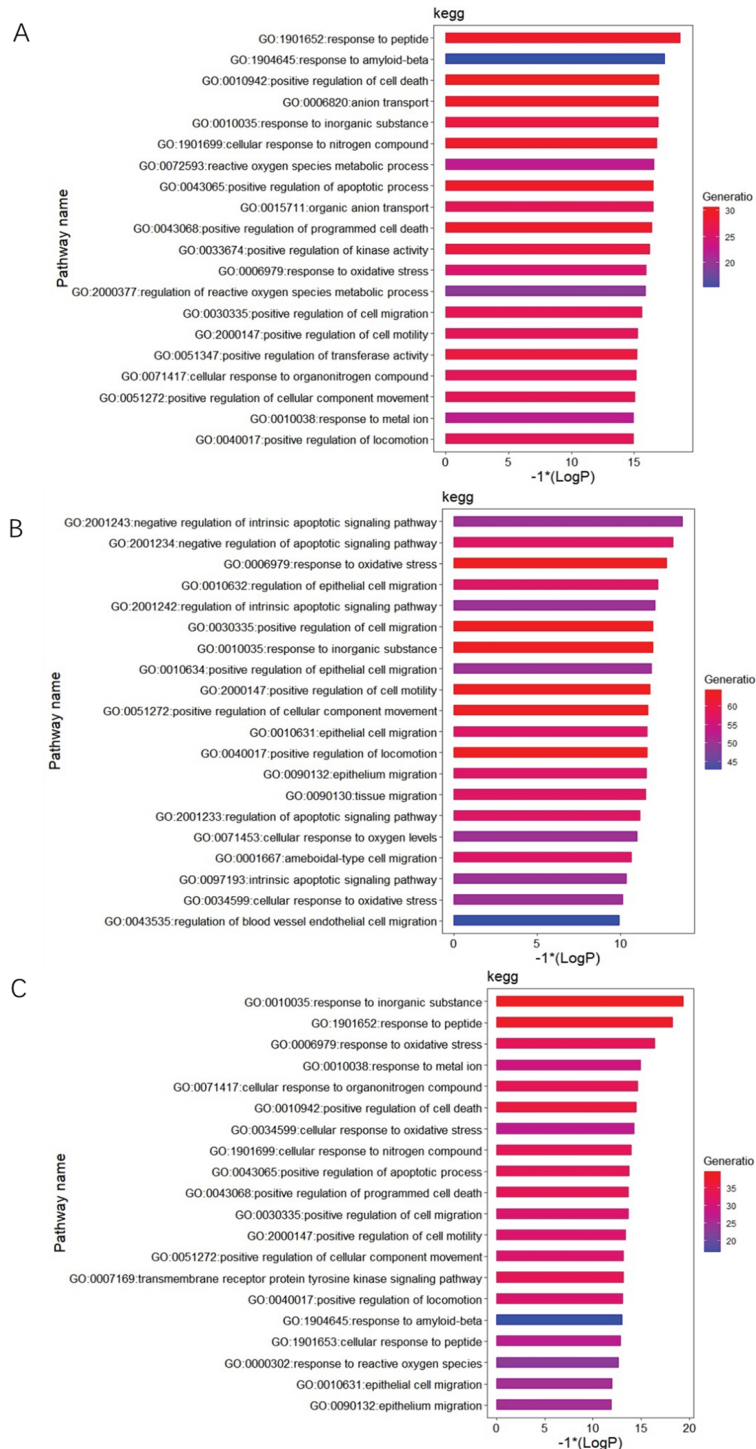 A
kegg
GO:1901652:response to peptide
GO:1904645:response to amyloid-beta
GO:0010942:positive regulation of cell death
GO:0006820:anion transport
GO:0010035:response to inorganic substance
GO:1901699:cellular response to nitrogen compound
GO:0072593:reactive oxygen species metabolic process
GO:0043065:positive regulation of apoptotic process
GO:0015711:organic anion transport
GO:0043068:positive regulation of programmed cell death
GO:0033674:positive regulation of kinase activity
GO:0006979:response to oxidative stress
GO:2000377:regulation of reactive oxygen species metabolic process
GO:0030335:positive regulation of cell migration
GO:2000147:positive regulation of cell motility
GO:0051347:positive regulation of transferase activity
GO:0071417:cellular response to organonitrogen compound
GO:0051272:positive regulation of cellular component movement
GO:0010038:response to metal ion
GO:0040017:positive regulation of locomotion
Pathway name
0 5 10 15
-1*(LogP)
Generatio
30
20
B
kegg
GO:2001243:negative regulation of intrinsic apoptotic signaling pathway
GO:2001234:negative regulation of apoptotic signaling pathway
GO:0006979:response to oxidative stress
GO:0010632:regulation of epithelial cell migration
GO:2001242:regulation of intrinsic apoptotic signaling pathway
GO:0030335:positive regulation of cell migration
GO:0010035:response to inorganic substance
GO:0010634:positive regulation of epithelial cell migration
GO:2000147:positive regulation of cell motility
GO:0051272:positive regulation of cellular component movement
GO:0010631:epithelial cell migration
GO:0040017:positive regulation of locomotion
GO:0090132:epithelium migration
GO:0090130:tissue migration
GO:2001233:regulation of apoptotic signaling pathway
GO:0071453:cellular response to oxygen levels
GO:0001667:ameboidal-type cell migration
GO:0097193:intrinsic apoptotic signaling pathway
GO:0034599:cellular response to oxidative stress
GO:0043535:regulation of blood vessel endothelial cell migration
Pathway name
0 5 10
-1*(LogP)
Generatio
60
55
50
45
C
kegg
GO:0010035:response to inorganic substance
GO:1901652:response to peptide
GO:0006979:response to oxidative stress
GO:0010038:response to metal ion
GO:0071417:cellular response to organonitrogen compound
GO:0010942:positive regulation of cell death
GO:0034599:cellular response to oxidative stress
GO:1901699:cellular response to nitrogen compound
GO:0043065:positive regulation of apoptotic process
GO:0043068:positive regulation of programmed cell death
GO:0030335:positive regulation of cell migration
GO:2000147:positive regulation of cell motility
GO:0051272:positive regulation of cellular component movement
GO:0007169:transmembrane receptor protein tyrosine kinase signaling pathway
GO:0040017:positive regulation of locomotion
GO:1904645:response to amyloid-beta
GO:1901653:cellular response to peptide
GO:0000302:response to reactive oxygen species
GO:0010631:epithelial cell migration
GO:0090132:epithelium migration
Pathway name
0 5 10 15 20
-1*(LogP)
Generatio
35
30
25
20